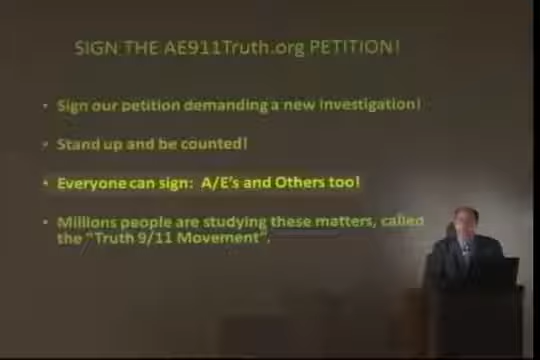 SIGN THE AE911Truth.org PETITION!
• Sign our petition demanding a new investigation!
• Stand up and be counted!
• Everyone can sign: A/E's and Others too!
• Millions people are studying these matters, called
the "Truth 9/11 Movement".